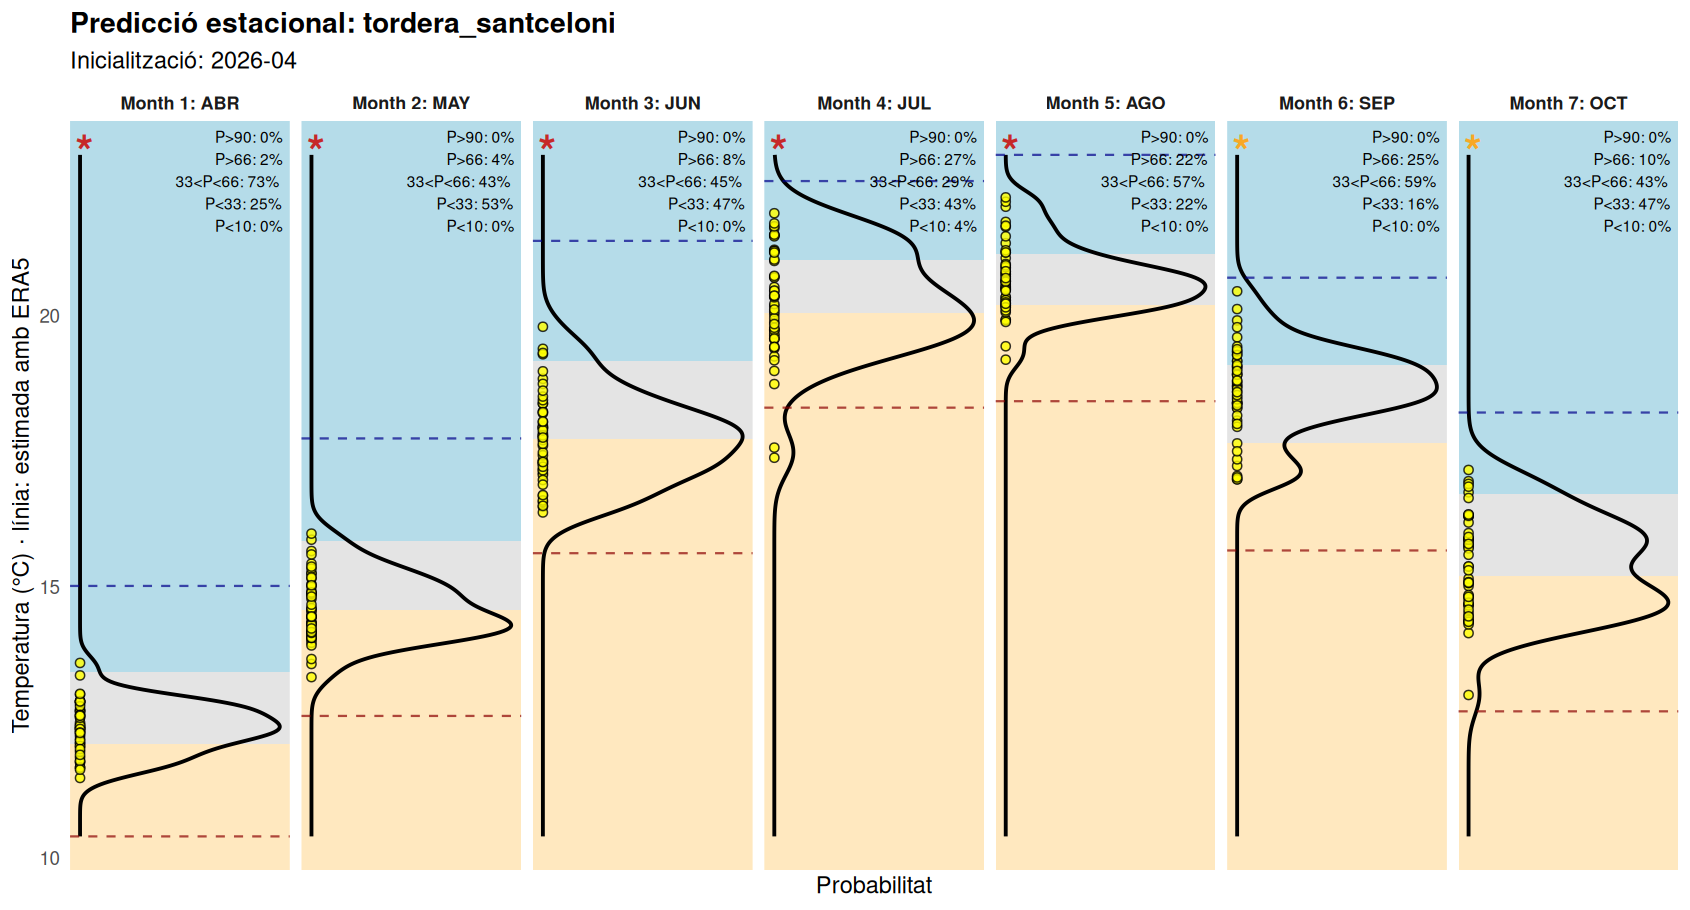 Predicció estacional: tordera_santceloni
Inicialització: 2026-04
Month 1: ABR
Month 2: MAY
Month 3: JUN
Month 4: JUL
Month 5: AGO
Month 6: SEP
Month 7: OCT
*
P>90: 0%
P>66: 2%
33<P<66: 73%
P<33: 25%
P<10: 0%
*
P>90: 0%
P>66: 4%
33<P<66: 43%
P<33: 53%
P<10: 0%
*
P>90: 0%
P>66: 8%
33<P<66: 45%
P<33: 47%
P<10: 0%
*
P>90: 0%
P>66: 27%
33<P<66: 29%
P<33: 43%
P<10: 4%
*
P>90: 0%
P>66: 22%
33<P<66: 57%
P<33: 22%
P<10: 0%
*
P>90: 0%
P>66: 25%
33<P<66: 59%
P<33: 16%
P<10: 0%
*
P>90: 0%
P>66: 10%
33<P<66: 43%
P<33: 47%
P<10: 0%
Temperatura (°C) · línia: estimada amb ERA5
20
15
10
Probabilitat